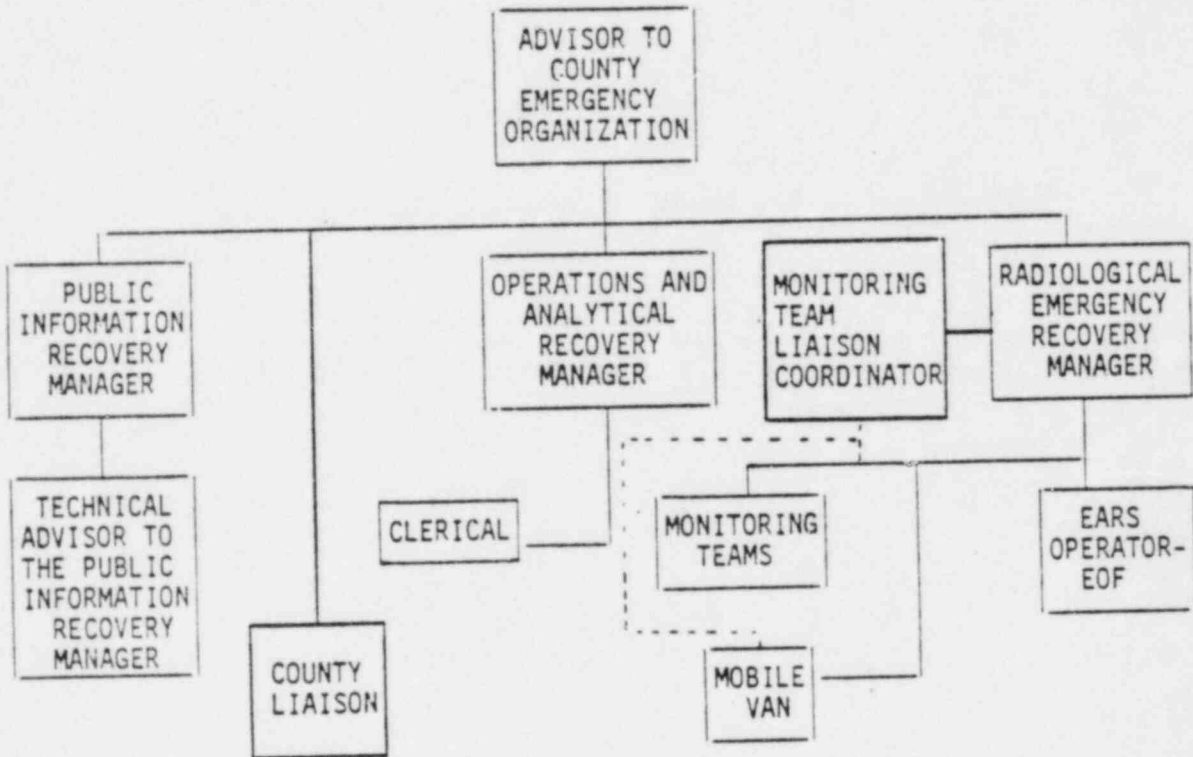 ADVISOR TO
COUNTY
EMERGENCY
ORGANIZATION
PUBLIC
INFORMATION
RECOVERY
MANAGER
OPERATIONS AND
ANALYTICAL
RECOVERY
MANAGER
MONITORING
TEAM
LIAISON
COORDINATOR
RADIOLOGICAL
EMERGENCY
RECOVERY
MANAGER
TECHNICAL
ADVISOR TO
THE PUBLIC
INFORMATION
RECOVERY
MANAGER
CLERICAL
MONITORING
TEAMS
EARS
OPERATOR-
EOF
COUNTY
LIAISON
MOBILE
VAN